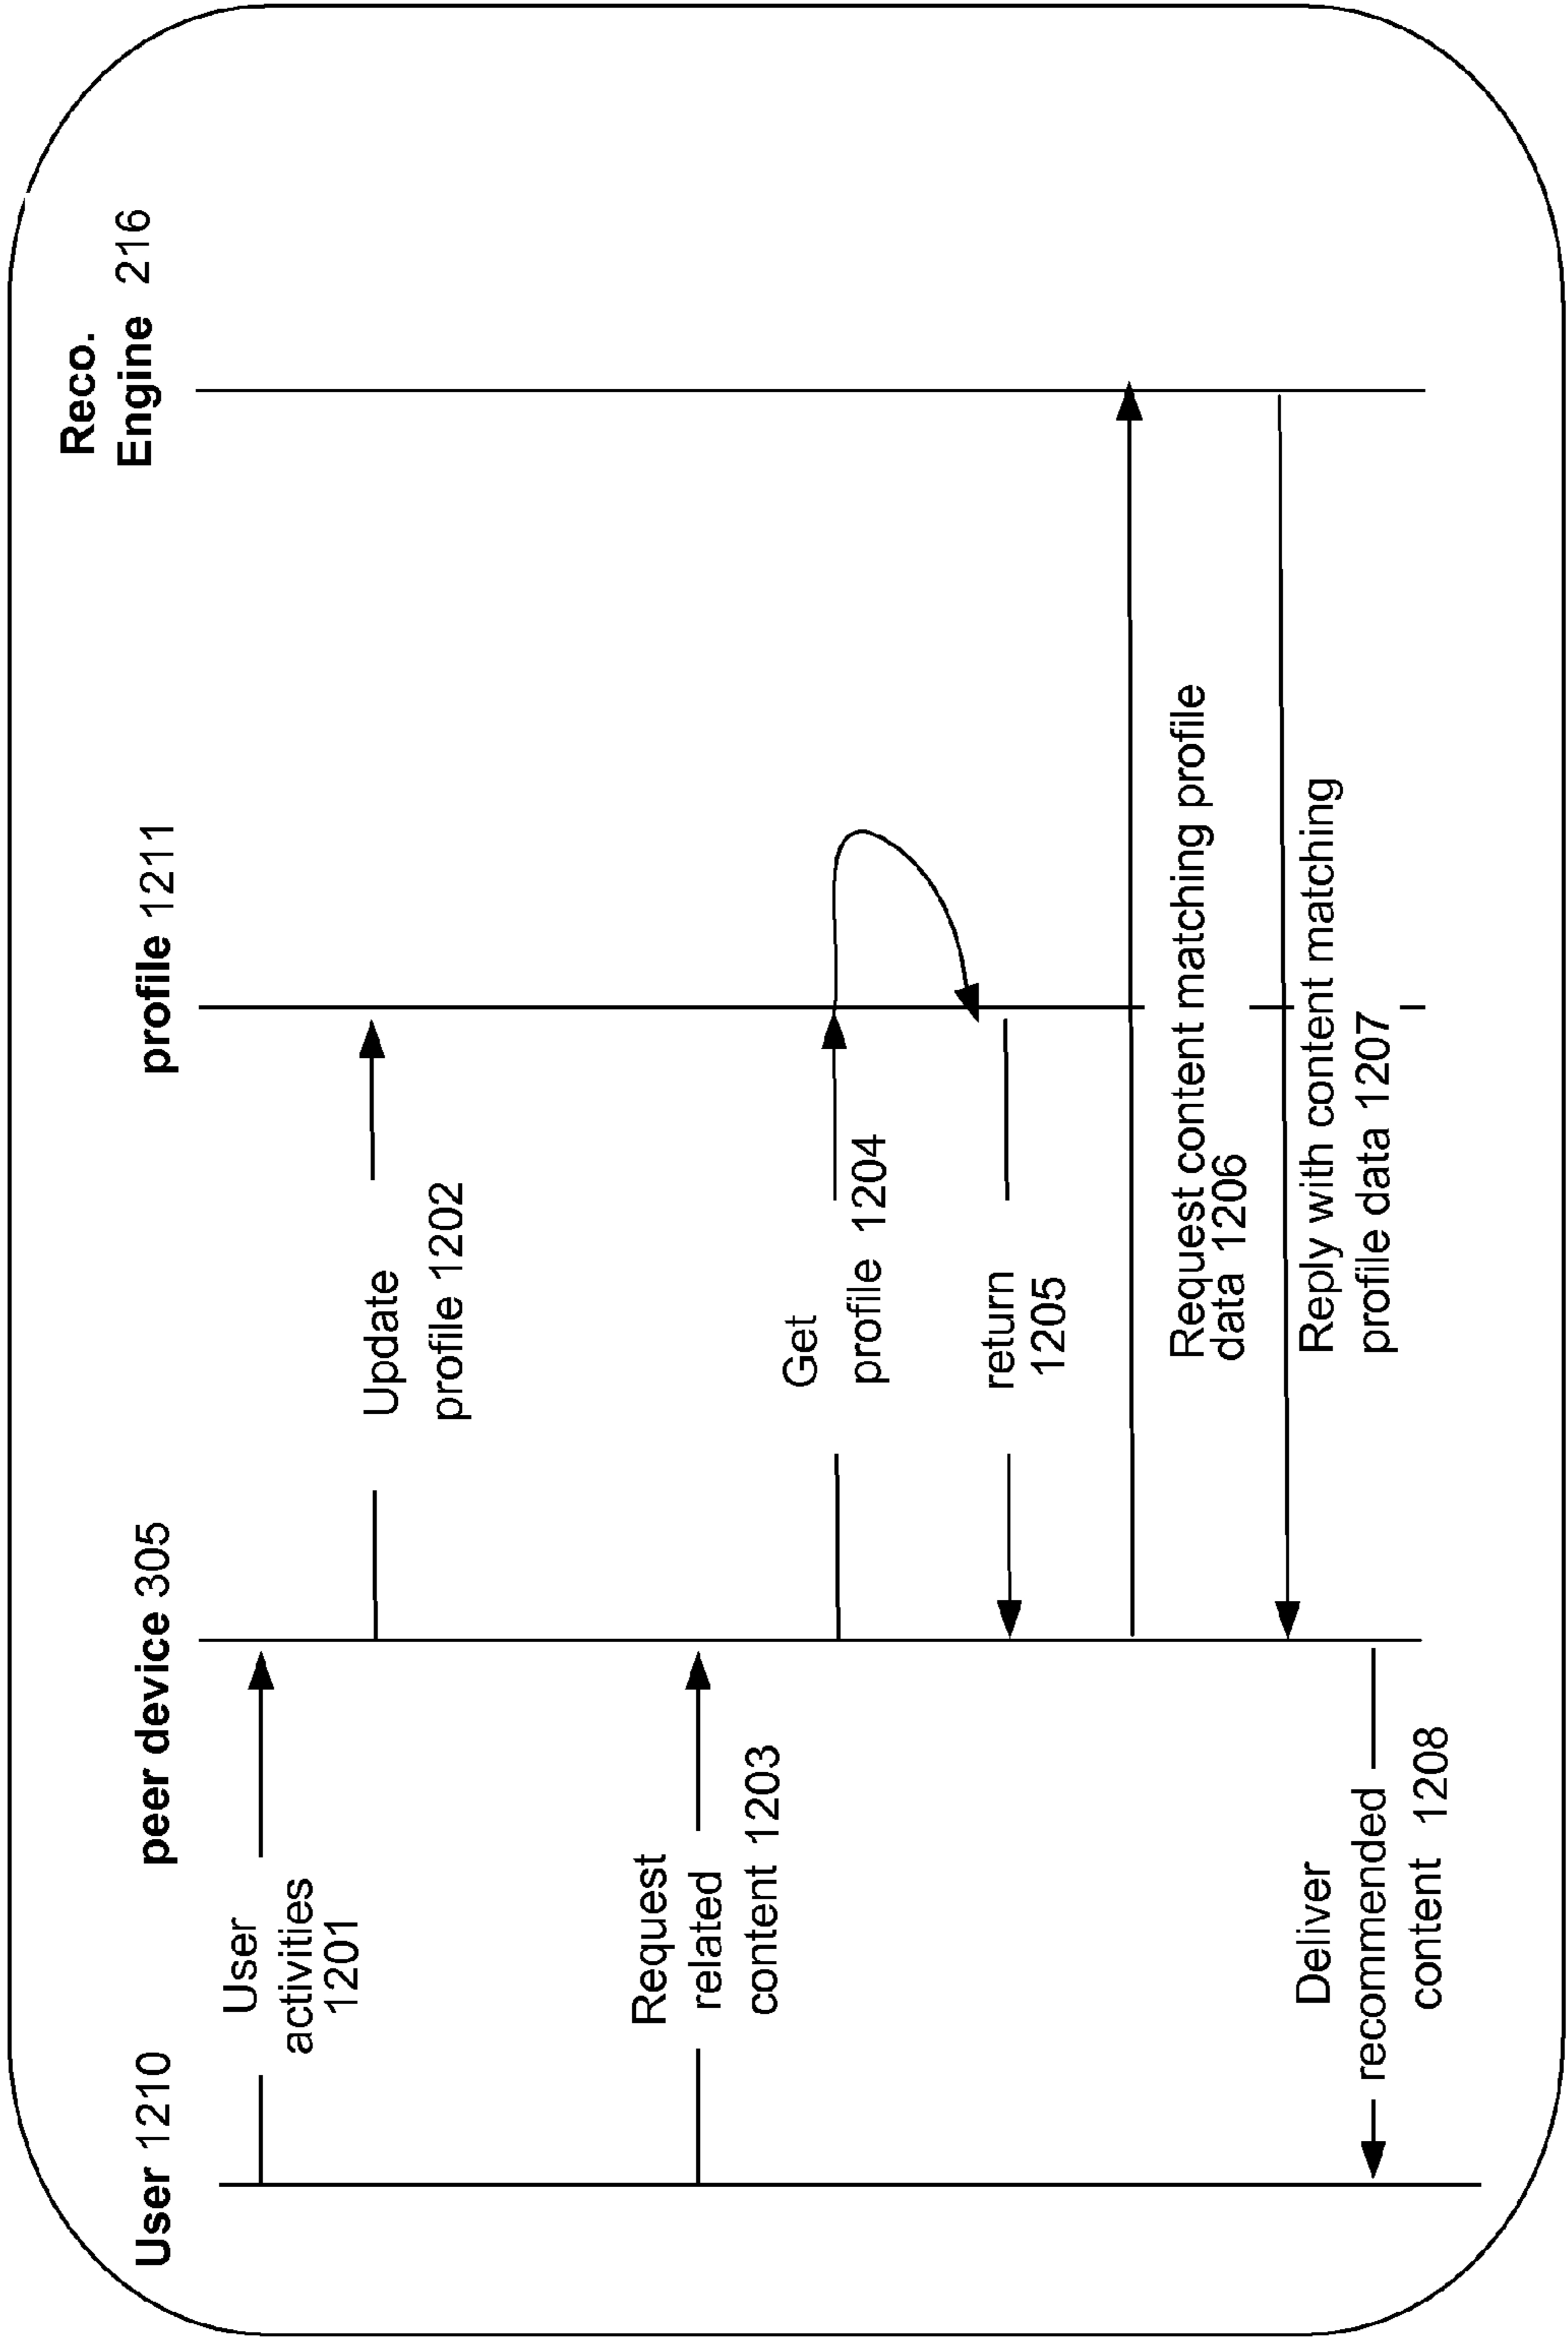 User 1210
peer device 305
profile 1211
Reco.
Engine 216
User
activities
1201
Update
profile 1202
Request
related
content 1203
Get
profile 1204
return
1205
Request content matching profile
data 1206
Reply with content matching
profile data 1207
Deliver
recommended
content 1208